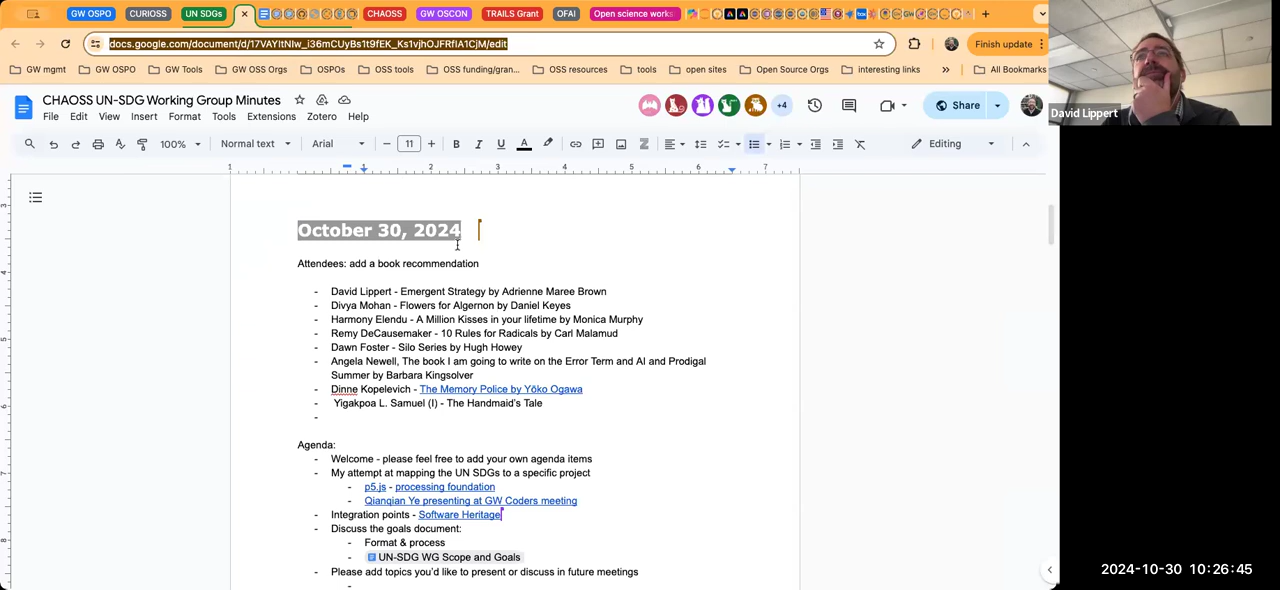 GW OSPO CURIOSS UN SDGs CHAOSS GW OSCON TRAILS Grant OFAI Open science works
docs.google.com/document/d/17VAYItNIw_i36mCUyBs1t9fEK_Ks1vjhOJFRfIA1CjM/edit
Finish update
GW mgmt GW OSPO GW Tools GW OSS Orgs OSPOs OSS tools OSS funding/gran... OSS resources tools open sites Open Source Orgs interesting links » All Bookmarks
CHAOSS UN-SDG Working Group Minutes
+4 Share
File Edit View Insert Format Tools Extensions Zotero Help
David Lippert
100% Normal text Arial 11 Editing
1 1 2 3 4 5 6 7
October 30, 2024
Attendees: add a book recommendation
- David Lippert - Emergent Strategy by Adrienne Maree Brown
- Divya Mohan - Flowers for Algernon by Daniel Keyes
- Harmony Elendu - A Million Kisses in your lifetime by Monica Murphy
- Remy DeCausemaker - 10 Rules for Radicals by Carl Malamud
- Dawn Foster - Silo Series by Hugh Howey
- Angela Newell, The book I am going to write on the Error Term and AI and Prodigal
Summer by Barbara Kingsolver
- Dinne Kopelevich - The Memory Police by Yōko Ogawa
- Yigakpoa L. Samuel (I) - The Handmaid's Tale
-
Agenda:
- Welcome - please feel free to add your own agenda items
- My attempt at mapping the UN SDGs to a specific project
- p5.js - processing foundation
- Qianqian Ye presenting at GW Coders meeting
- Integration points - Software Heritage
- Discuss the goals document:
- Format & process
- UN-SDG WG Scope and Goals
- Please add topics you'd like to present or discuss in future meetings
-
2024-10-30 10:26:45